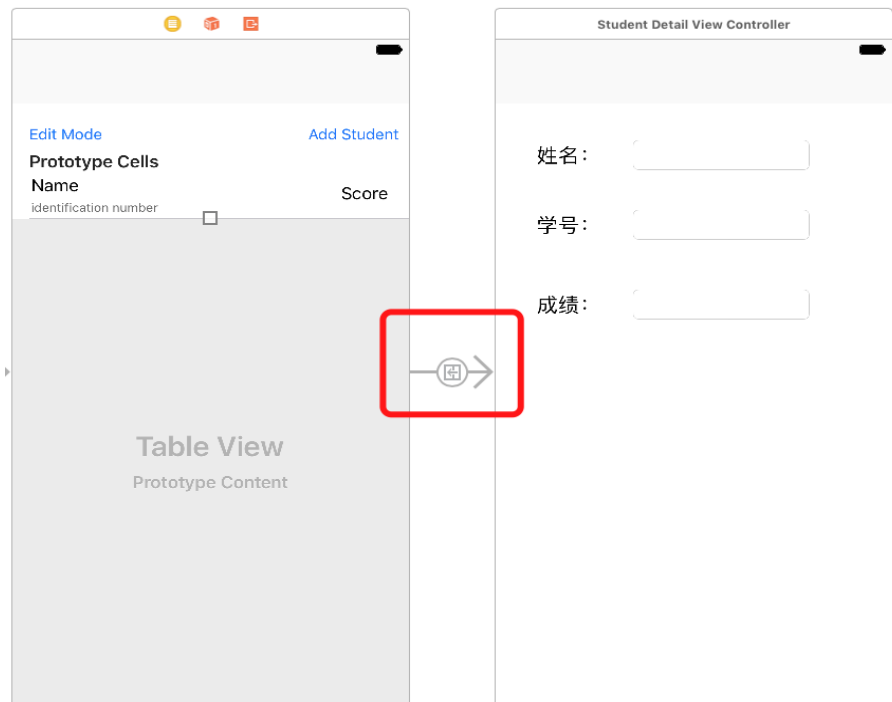 Student Detail View Controller
Edit Mode
Add Student
Prototype Cells
Name
Score
identification number
Table View
Prototype Content
姓名：
学号：
成绩：